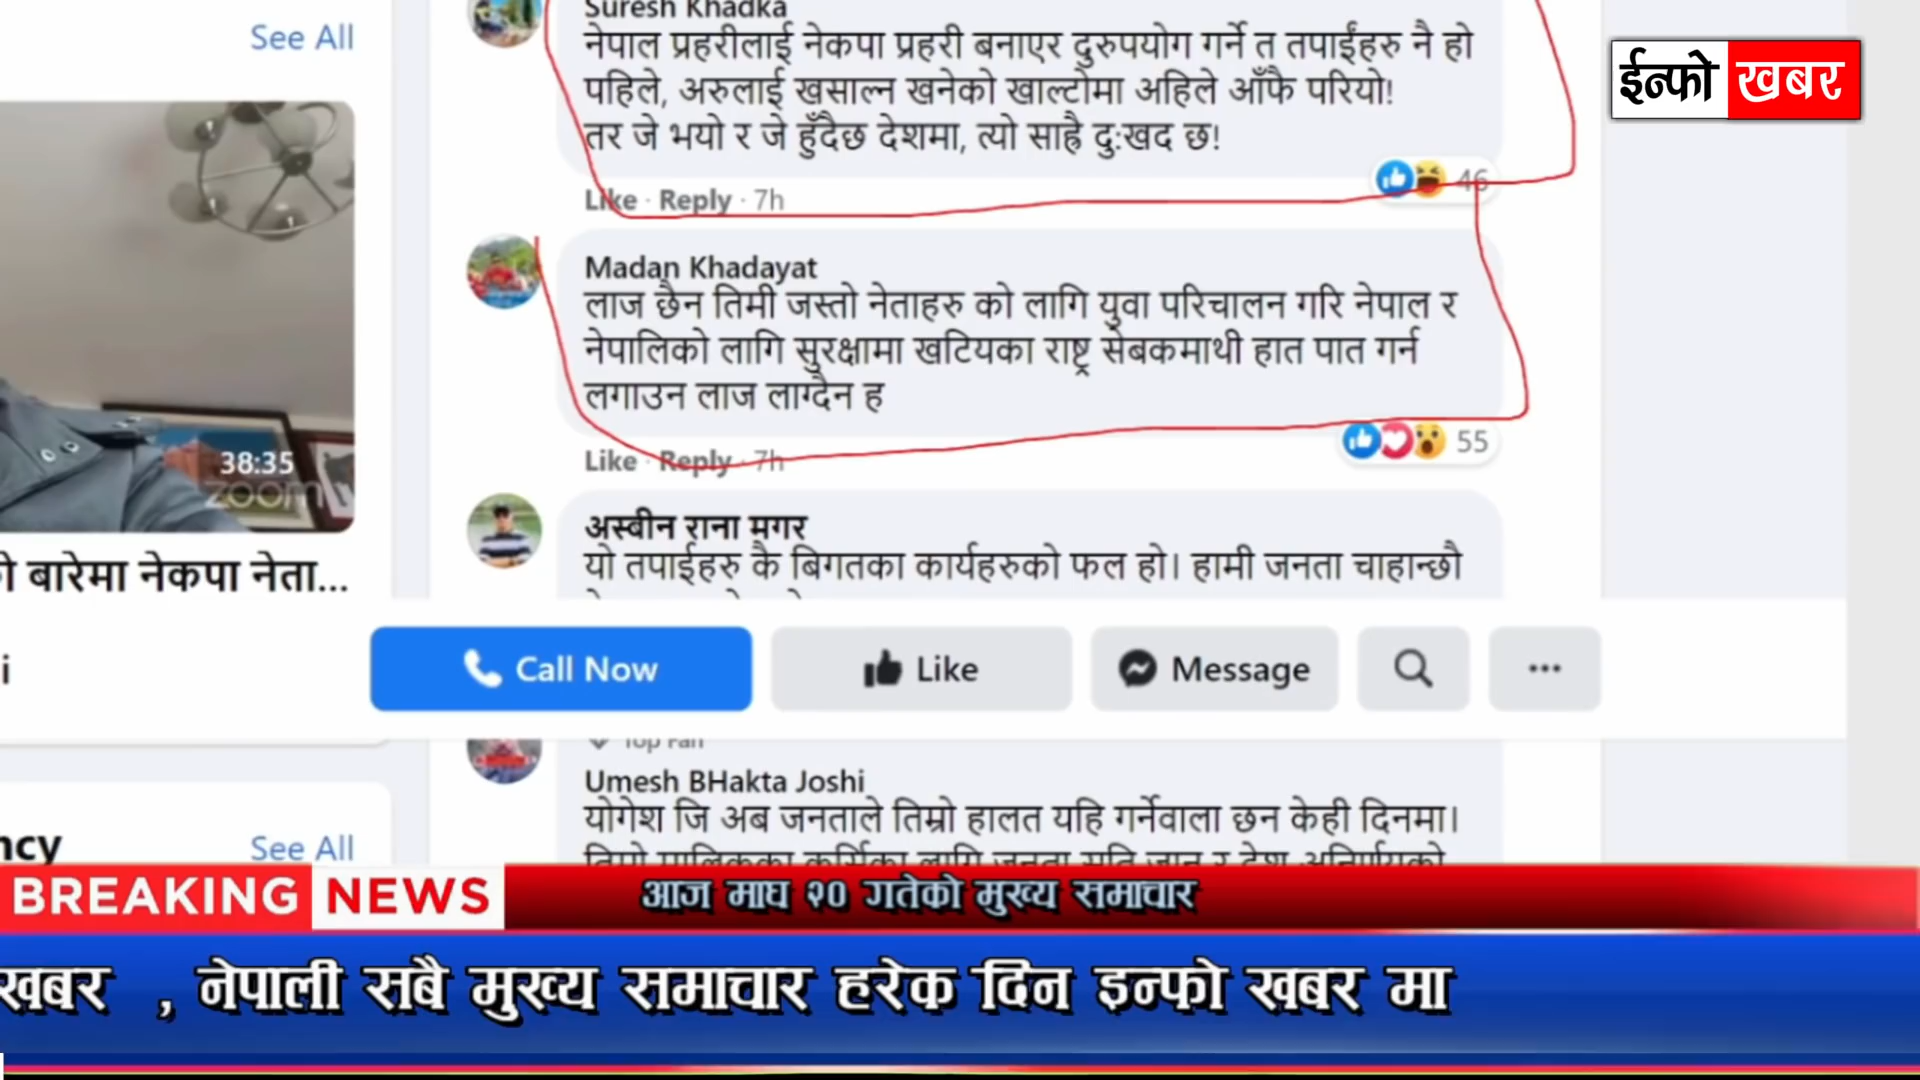 See All
Suresh Khadka
नेपाल प्रहरीलाई नेकपा प्रहरी बनाएर दुरुपयोग गर्ने त तपाईंहरु नै हो
पहिले, अरुलाई खसाल्न खनेको खाल्टोमा अहिले आँफै परियो!
तर जे भयो र जे हुँदैछ देशमा, त्यो साह्रै दुःखद छ!
46
Like · Reply · 7h
ईन्फो खबर
Madan Khadayat
लाज छैन तिमी जस्तो नेताहरु को लागि युवा परिचालन गरि नेपाल र
नेपालिको लागि सुरक्षामा खटियका राष्ट्र सेबकमाथी हात पात गर्न
लगाउन लाज लाग्दैन ह
55
Like · Reply · 7h
38:35
zoom
बारेमा नेकपा नेता...
अस्बीन राना मगर
यो तपाईहरु कै बिगतका कार्यहरुको फल हो। हामी जनता चाहान्छौ
Call Now
Like
Message
...
Top Fan
Umesh BHakta Joshi
योगेश जि अब जनताले तिम्रो हालत यहि गर्नेवाला छन केही दिनमा।
ncy
See All
BREAKING NEWS
आज माघ २० गतेको मुख्य समाचार
खबर , नेपाली सबै मुख्य समाचार हरेक दिन इन्फो खबर मा